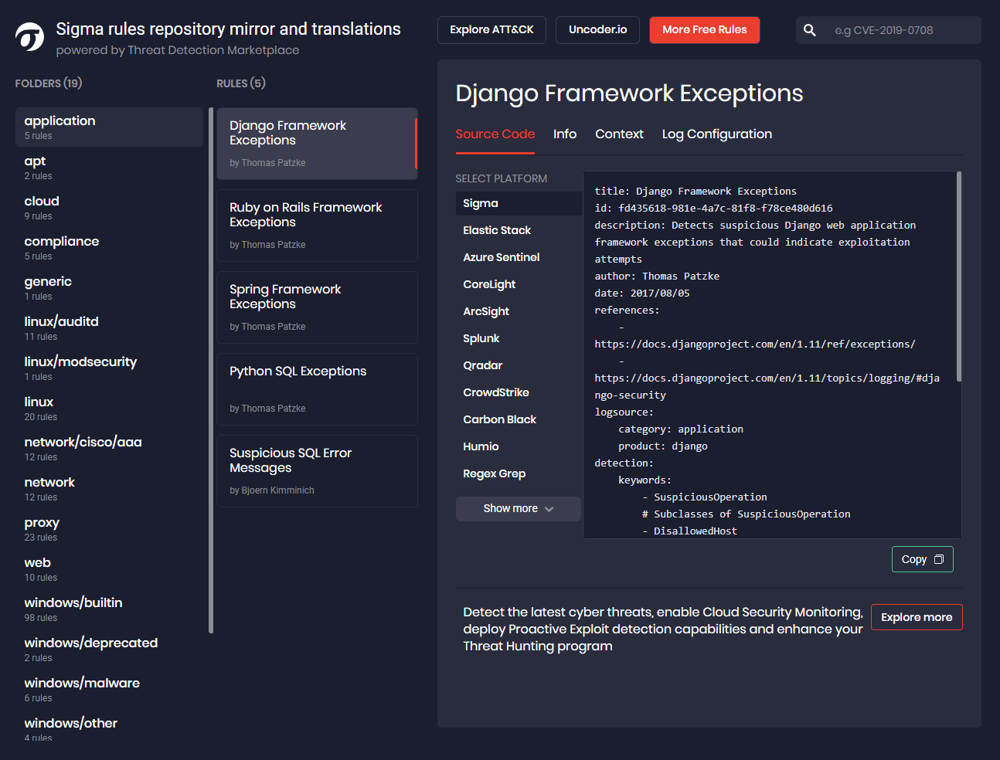 Sigma rules repository mirror and translations
powered by Threat Detection Marketplace
Explore ATT&CK
Uncoder.io
More Free Rules
e.g CVE-2019-0708
FOLDERS (19)
application
5 rules
apt
2 rules
cloud
9 rules
compliance
5 rules
generic
1 rules
linux/auditd
11 rules
linux/modsecurity
1 rules
linux
20 rules
network/cisco/aaa
12 rules
network
12 rules
proxy
23 rules
web
10 rules
windows/builtin
98 rules
windows/deprecated
2 rules
windows/malware
6 rules
windows/other
4 rules
RULES (5)
Django Framework
Exceptions
by Thomas Patzke
Ruby on Rails Framework
Exceptions
by Thomas Patzke
Spring Framework
Exceptions
by Thomas Patzke
Python SQL Exceptions
by Thomas Patzke
Suspicious SQL Error
Messages
by Bjoern Kimminich
Django Framework Exceptions
Source Code
Info
Context
Log Configuration
SELECT PLATFORM
Sigma
Elastic Stack
Azure Sentinel
CoreLight
ArcSight
Splunk
Qradar
CrowdStrike
Carbon Black
Humio
Regex Grep
Show more
title: Django Framework Exceptions
id: fd435618-981e-4a7c-81f8-f78ce480d616
description: Detects suspicious Django web application
framework exceptions that could indicate exploitation
attempts
author: Thomas Patzke
date: 2017/08/05
references:
-
https://docs.djangoproject.com/en/1.11/ref/exceptions/
-
https://docs.djangoproject.com/en/1.11/topics/logging/#dja
ngo-security
logsource:
category: application
product: django
detection:
keywords:
- SuspiciousOperation
# Subclasses of SuspiciousOperation
- DisallowedHost
Copy
Detect the latest cyber threats, enable Cloud Security Monitoring,
deploy Proactive Exploit detection capabilities and enhance your
Threat Hunting program
Explore more